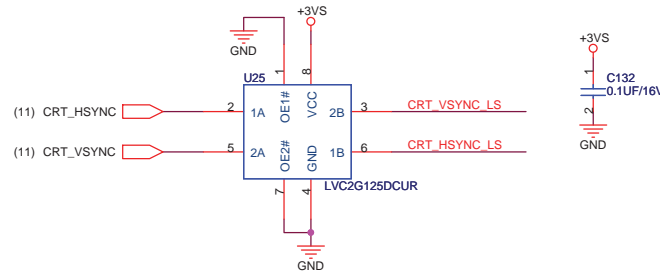 +3VS
+3VS
GND
1
8
1
U25
C132
0.1UF/16V
OE1#
VCC
(11) CRT_HSYNC
2
1A
2B
3
CRT_VSYNC_LS
2
GND
(11) CRT_VSYNC
5
2A
OE2#
GND
1B
6
CRT_HSYNC_LS
LVC2G125DCUR
7
4
GND